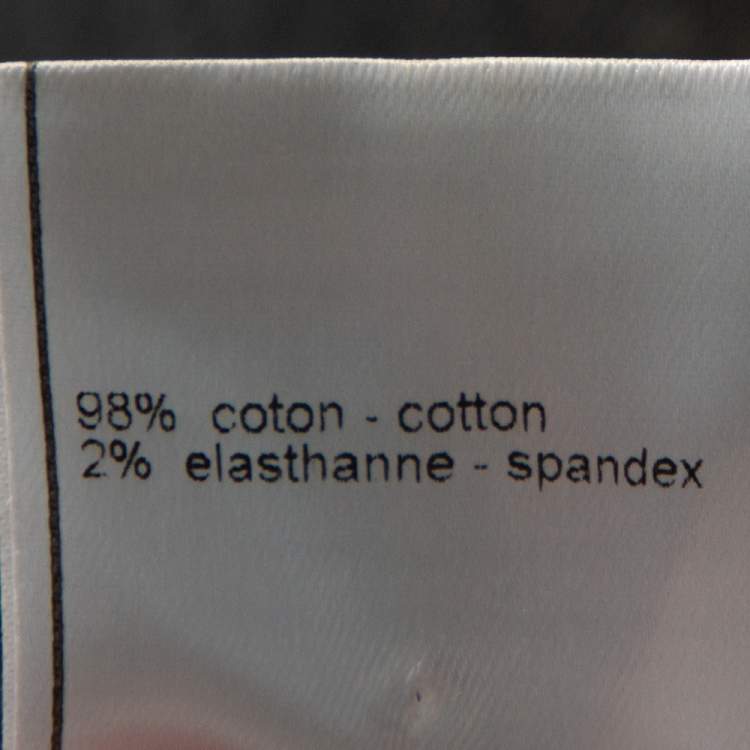 98% coton - cotton
2% elasthanne - spandex